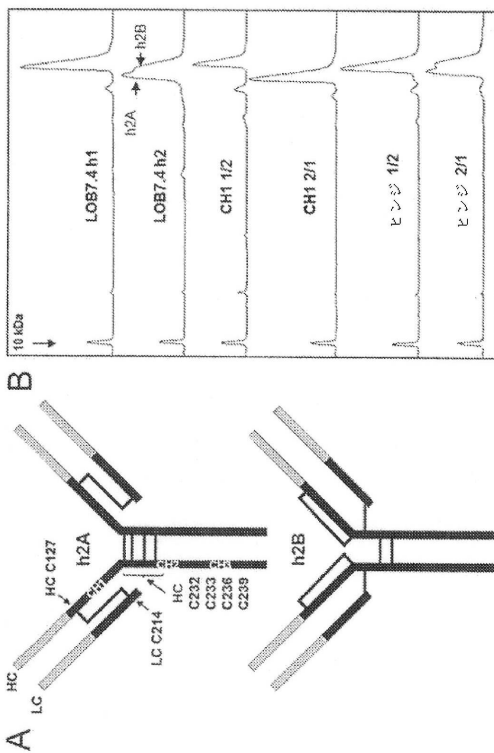 A
HC
LC
HC C127
CH1
h2A
LC C214
HC
C232
C233
C236
C239
CH2
CH3
h2B
B
10 kDa
LOB7.4 h1
LOB7.4 h2
h2A
h2B
CH1 1/2
CH1 2/1
ヒンジ 1/2
ヒンジ 2/1